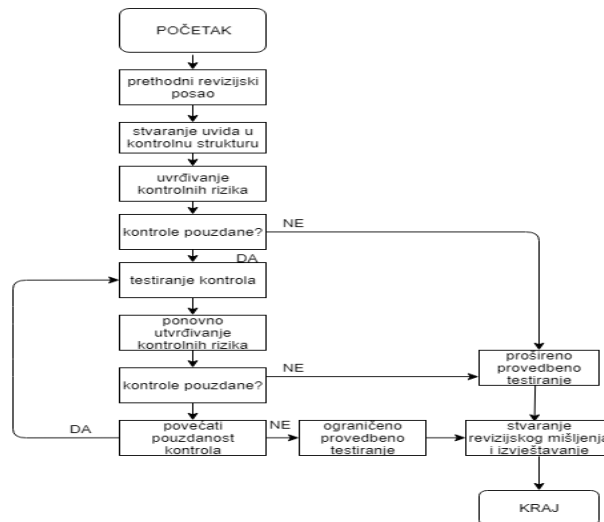 POČETAK
prethodni revizijski
posao
stvaranje uvida u
kontrolnu strukturu
uvrđivanje
kontrolnih rizika
kontrole pouzdane?
NE
DA
testiranje kontrola
ponovno
utvrđivanje
kontrolnih rizika
kontrole pouzdane?
NE
prošireno
provedbeno
testiranje
DA
povečati
pouzdanost
kontrola
NE
ograničeno
provedbeno
testiranje
stvaranje
revizijskog mišljenja
i izvještavanje
KRAJ